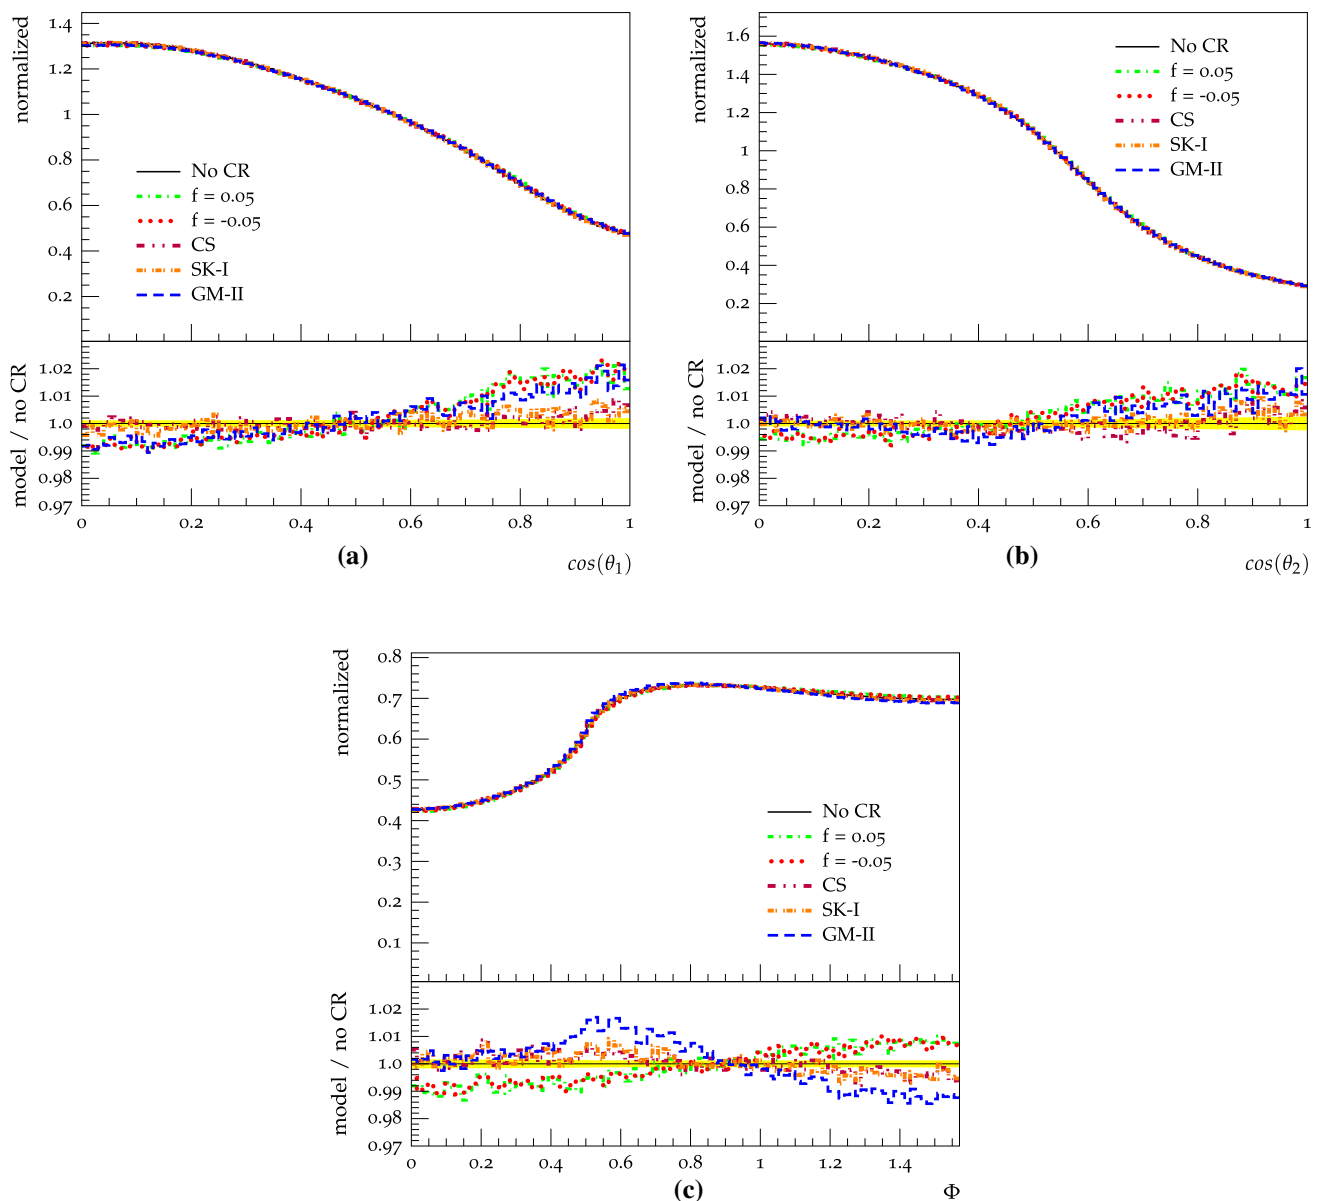 normalized
1.4
1.2
1
0.8
0.6
0.4
0.2
No CR
f = 0.05
f = -0.05
CS
SK-I
GM-II
model / no CR
1.02
1.01
1.0
0.99
0.98
0.97
0 0.2 0.4 0.6 0.8 1
(a)
cos(θ1)
normalized
1.6
1.4
1.2
1
0.8
0.6
0.4
0.2
No CR
f = 0.05
f = -0.05
CS
SK-I
GM-II
model / no CR
1.02
1.01
1.0
0.99
0.98
0.97
0 0.2 0.4 0.6 0.8 1
(b)
cos(θ2)
normalized
0.8
0.7
0.6
0.5
0.4
0.3
0.2
0.1
No CR
f = 0.05
f = -0.05
CS
SK-I
GM-II
model / no CR
1.02
1.01
1.0
0.99
0.98
0.97
0 0.2 0.4 0.6 0.8 1 1.2 1.4
(c)
Φ